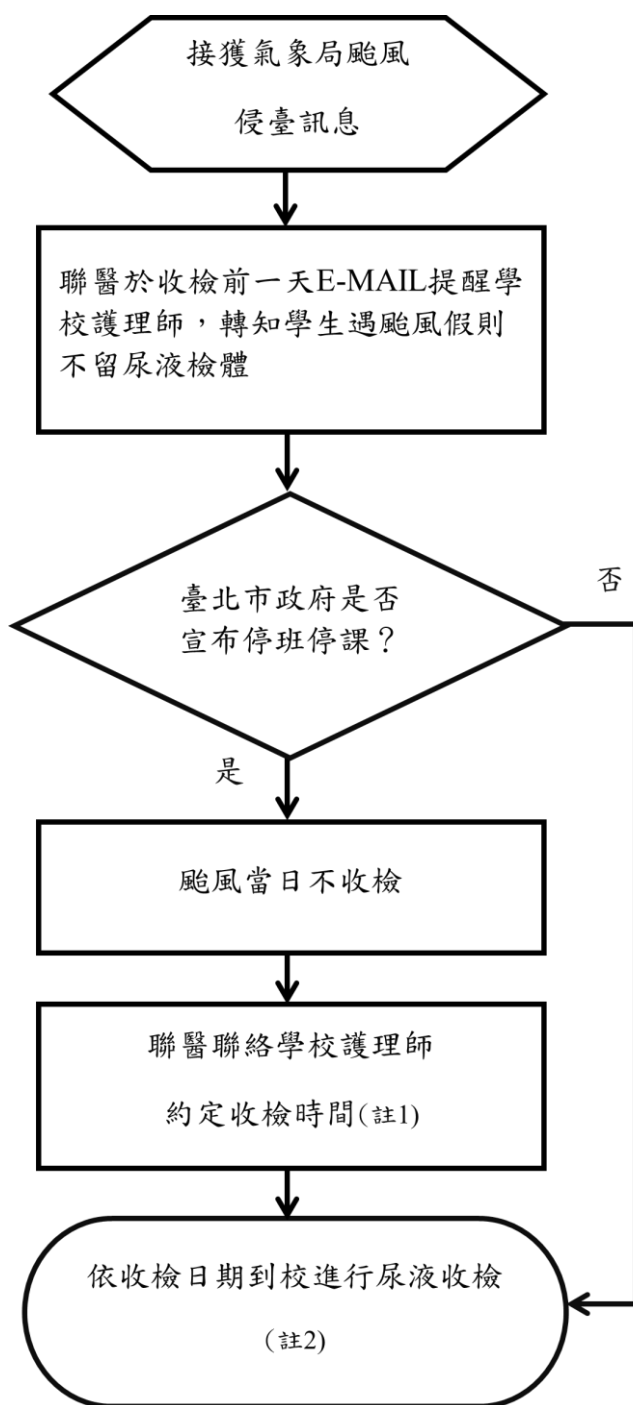 接獲氣象局颱風
侵臺訊息
聯醫於收檢前一天E-MAIL提醒學
校護理師，轉知學生遇颱風假則
不留尿液檢體
臺北市政府是否
宣布停班停課？
否
是
颱風當日不收檢
聯醫聯絡學校護理師
約定收檢時間(註1)
依收檢日期到校進行尿液收檢
(註2)